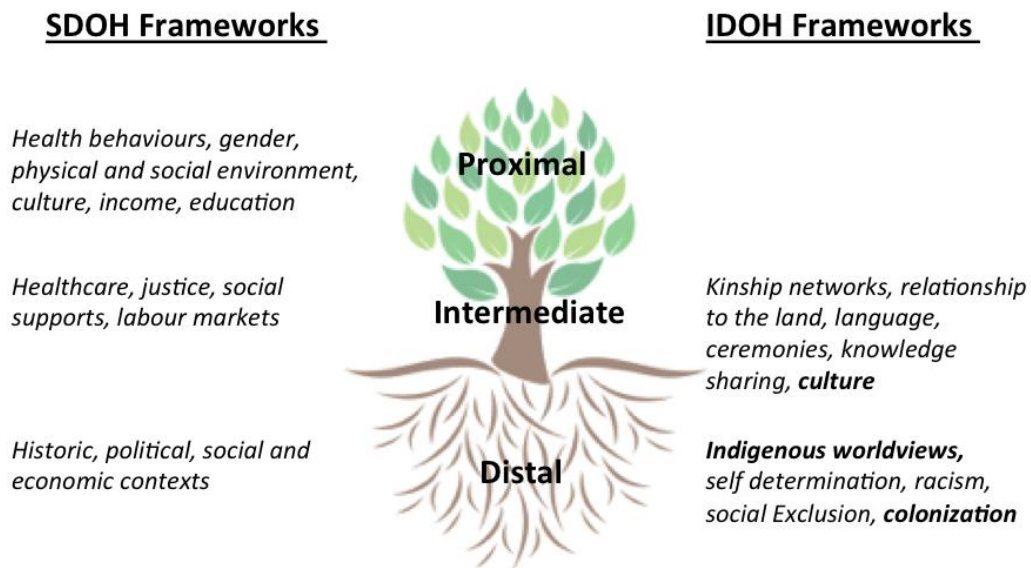 SDOH Frameworks
IDOH Frameworks
Health behaviours, gender,
physical and social environment,
culture, income, education
Proximal
Healthcare, justice, social
supports, labour markets
Intermediate
Kinship networks, relationship
to the land, language,
ceremonies, knowledge
sharing, culture
Historic, political, social and
economic contexts
Distal
Indigenous worldviews,
self determination, racism,
social Exclusion, colonization